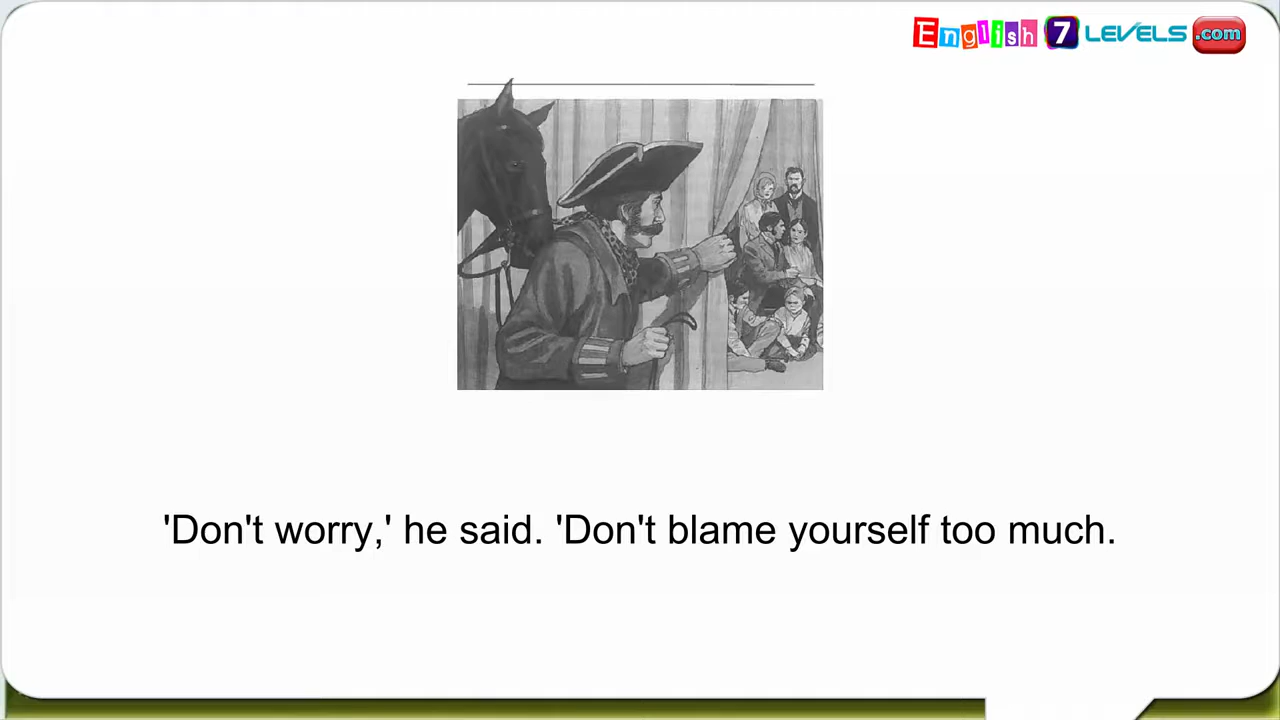 English 7 LEVELS .com
'Don't worry,' he said. 'Don't blame yourself too much.